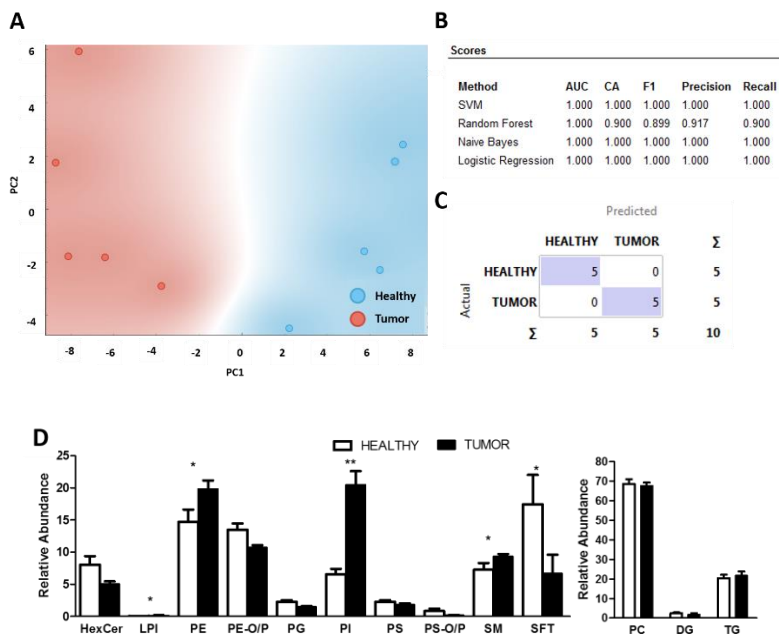 A
6
4
2
0
-2
-4
PC2
-8 -6 -4 -2 0 2 4 6 8
PC1
Healthy
Tumor
B
Scores
Method AUC CA F1 Precision Recall
SVM 1.000 1.000 1.000 1.000 1.000
Random Forest 1.000 0.900 0.899 0.917 0.900
Naive Bayes 1.000 1.000 1.000 1.000 1.000
Logistic Regression 1.000 1.000 1.000 1.000 1.000
C
Predicted
HEALTHY TUMOR Σ
Actual
HEALTHY 5 0 5
TUMOR 0 5 5
Σ 5 5 10
D
HEALTHY TUMOR
Relative Abundance
25
20
15
10
5
0
* * ** * *
HexCer LPI PE PE-O/P PG PI PS PS-O/P SM SFT
Relative Abundance
80
70
60
50
40
30
20
10
0
PC DG TG